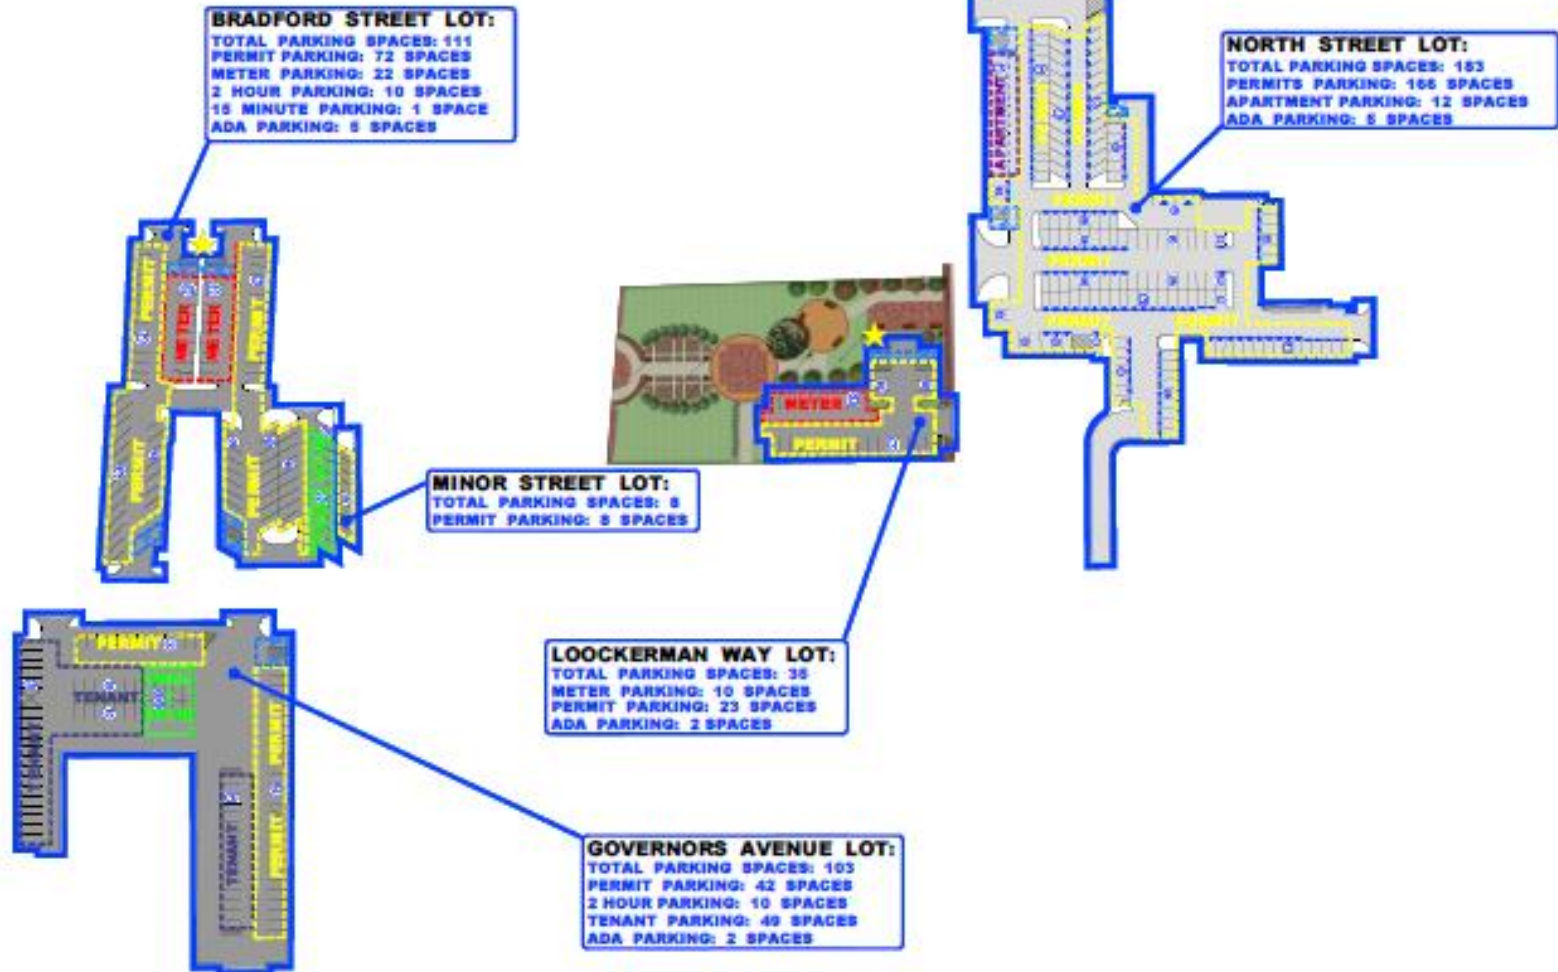 BRADFORD STREET LOT:
TOTAL PARKING SPACES: 111
PERMIT PARKING: 72 SPACES
METER PARKING: 22 SPACES
2 HOUR PARKING: 10 SPACES
15 MINUTE PARKING: 1 SPACE
ADA PARKING: 6 SPACES
NORTH STREET LOT:
TOTAL PARKING SPACES: 183
PERMITS PARKING: 166 SPACES
APARTMENT PARKING: 12 SPACES
ADA PARKING: 5 SPACES
APARTMENT
PERMIT
PERMIT
PERMIT
PERMIT
PERMIT
METER
METER
PERMIT
PERMIT
PERMIT
METER
PERMIT
MINOR STREET LOT:
TOTAL PARKING SPACES: 8
PERMIT PARKING: 8 SPACES
LOOCKERMAN WAY LOT:
TOTAL PARKING SPACES: 35
METER PARKING: 10 SPACES
PERMIT PARKING: 23 SPACES
ADA PARKING: 2 SPACES
PERMIT
TENANT
TENANT
PERMIT
PERMIT
TENANT
GOVERNORS AVENUE LOT:
TOTAL PARKING SPACES: 103
PERMIT PARKING: 42 SPACES
2 HOUR PARKING: 10 SPACES
TENANT PARKING: 49 SPACES
ADA PARKING: 2 SPACES